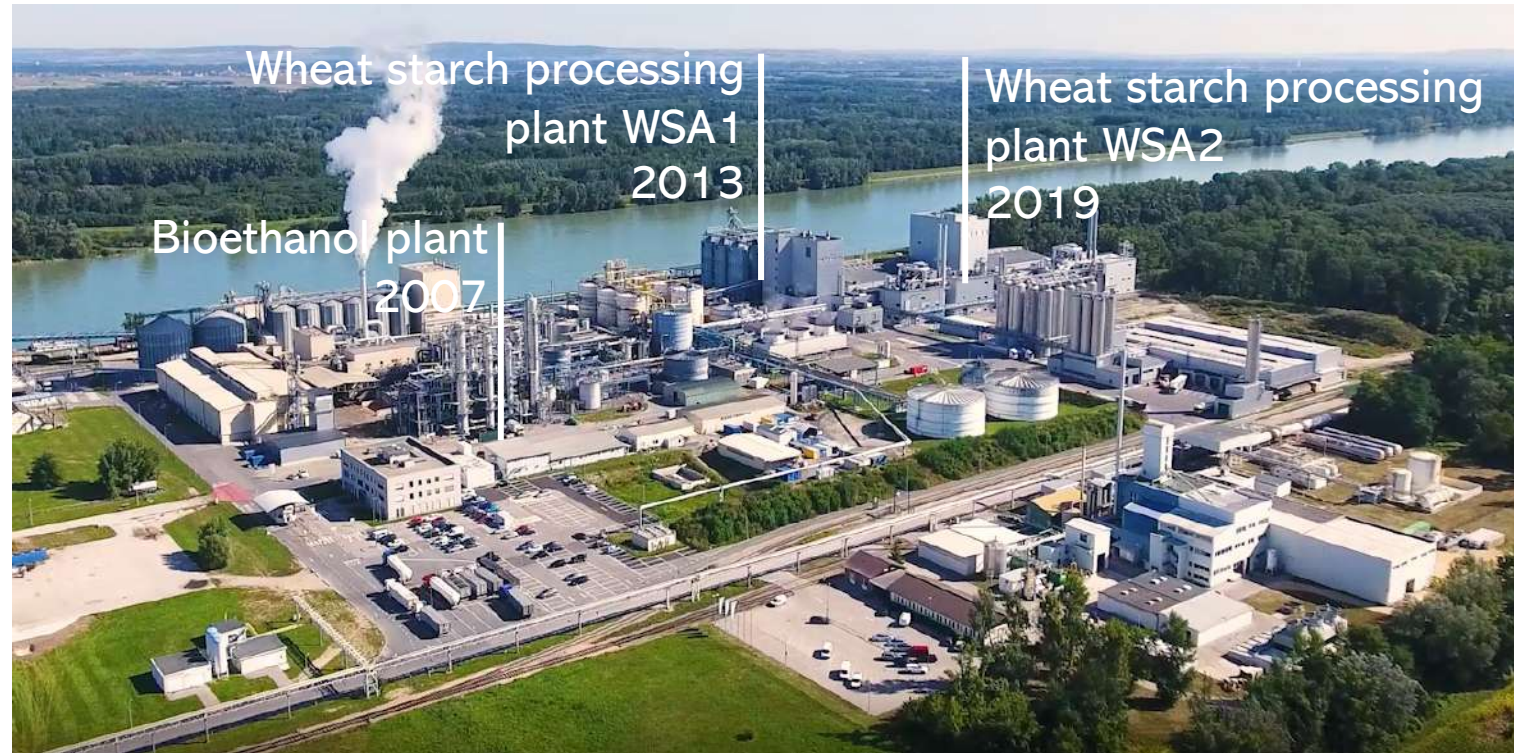 Wheat starch processing
plant WSA1
2013
Wheat starch processing
plant WSA2
2019
Bioethanol plant
2007